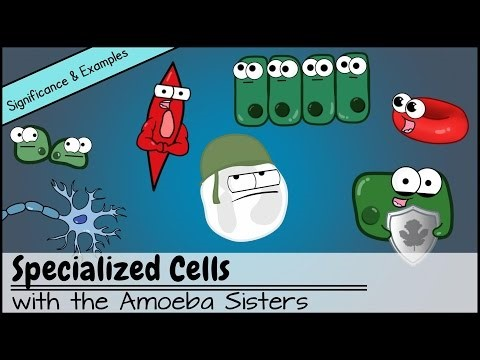 Significance & Examples
Specialized Cells
with the Amoeba Sisters